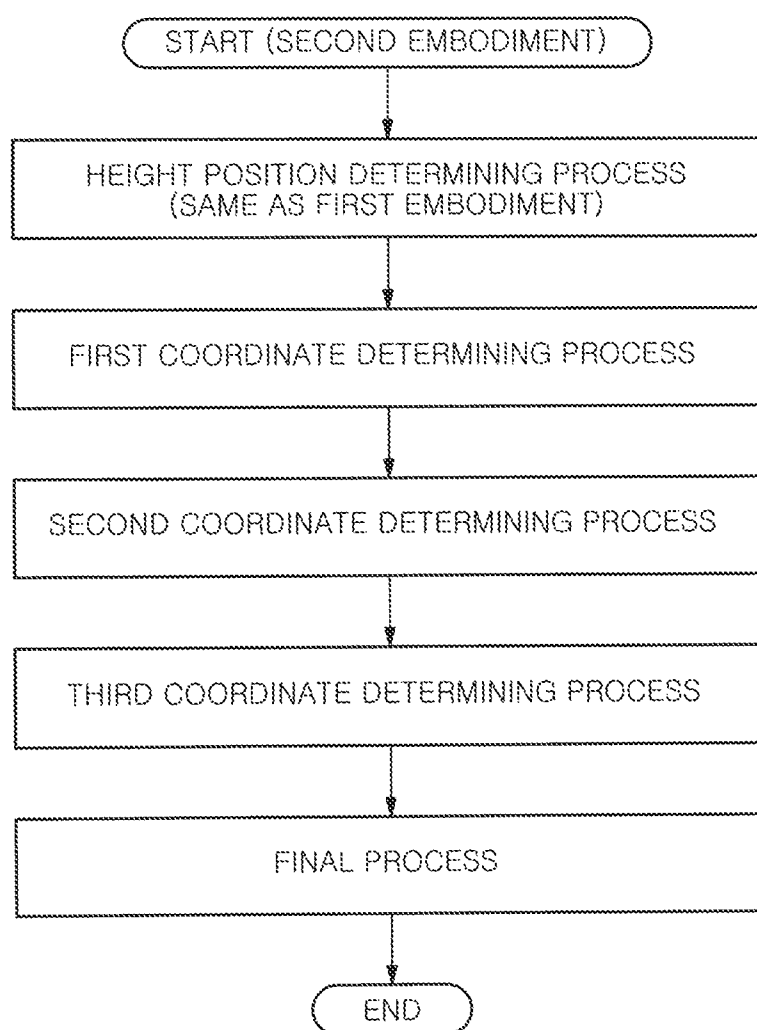 START (SECOND EMBODIMENT)
HEIGHT POSITION DETERMINING PROCESS
(SAME AS FIRST EMBODIMENT)
FIRST COORDINATE DETERMINING PROCESS
SECOND COORDINATE DETERMINING PROCESS
THIRD COORDINATE DETERMINING PROCESS
FINAL PROCESS
END